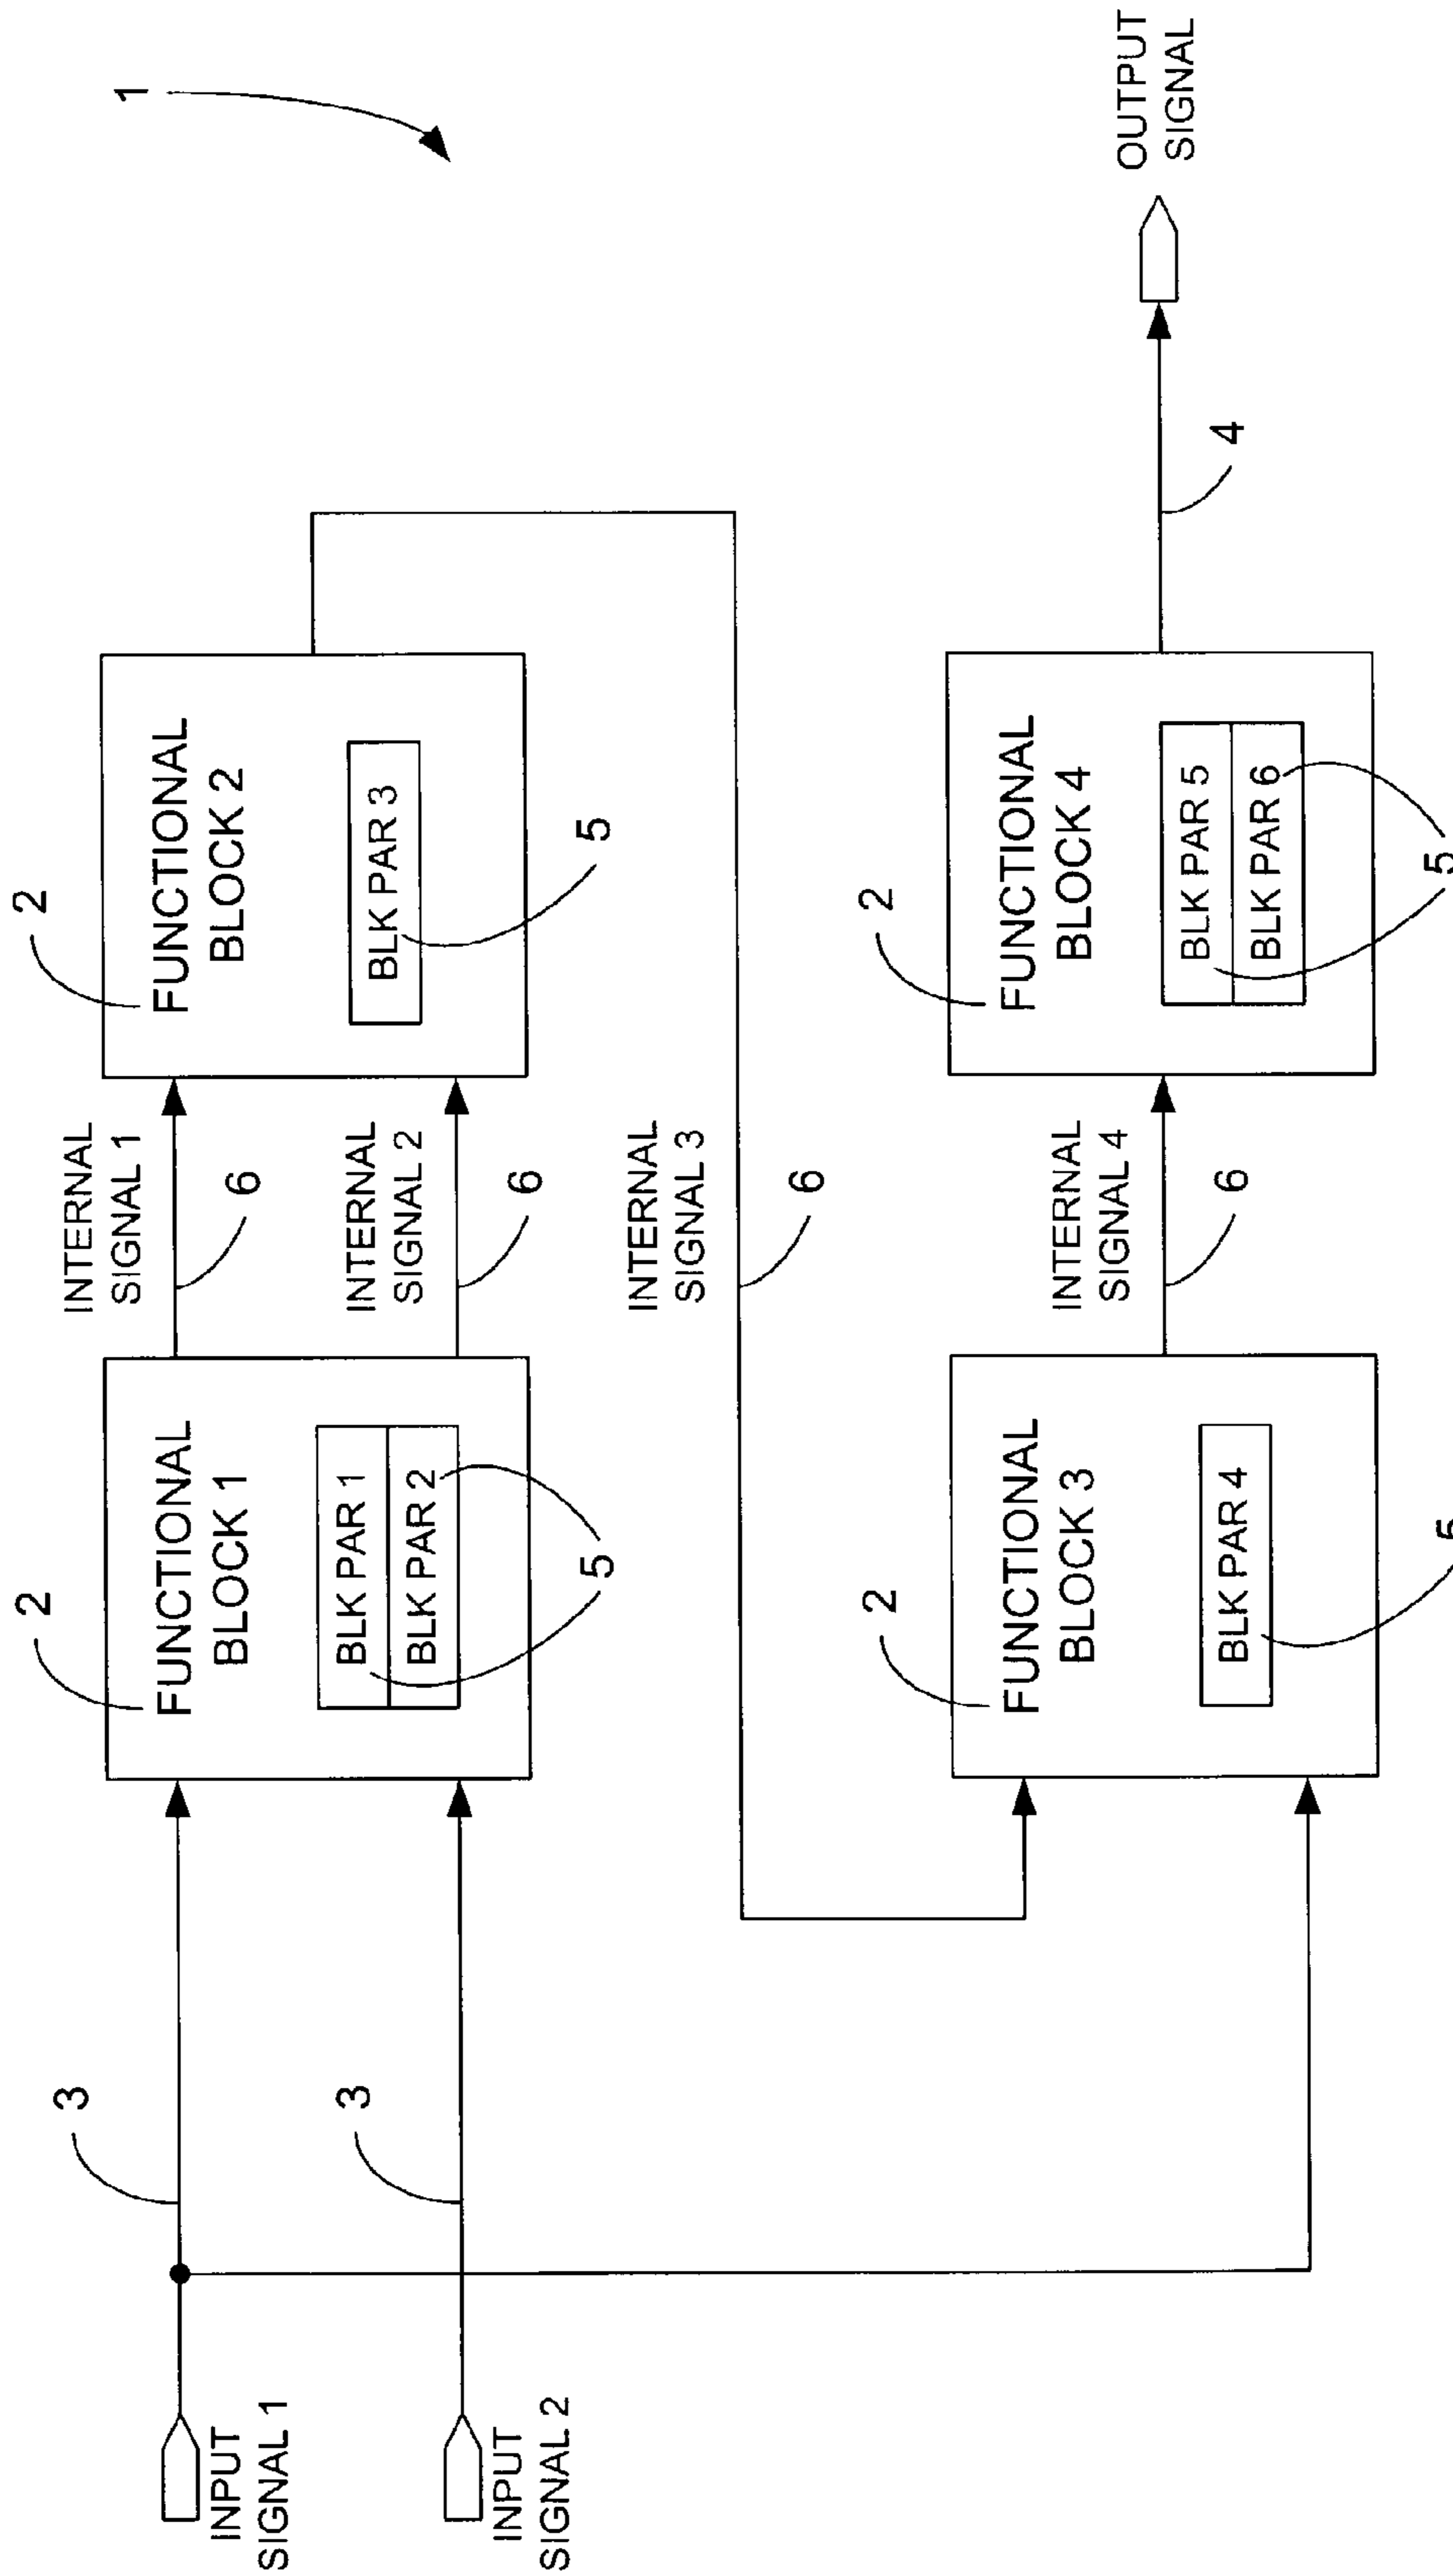 1
2
2
INTERNAL
SIGNAL 1
6
3
FUNCTIONAL
BLOCK 1
BLK PAR 1
BLK PAR 2
5
FUNCTIONAL
BLOCK 2
BLK PAR 3
5
INPUT
SIGNAL 1
INTERNAL
SIGNAL 2
6
3
INPUT
SIGNAL 2
INTERNAL
SIGNAL 3
6
2
2
INTERNAL
SIGNAL 4
6
FUNCTIONAL
BLOCK 3
BLK PAR 4
5
FUNCTIONAL
BLOCK 4
BLK PAR 5
BLK PAR 6
5
4
OUTPUT
SIGNAL